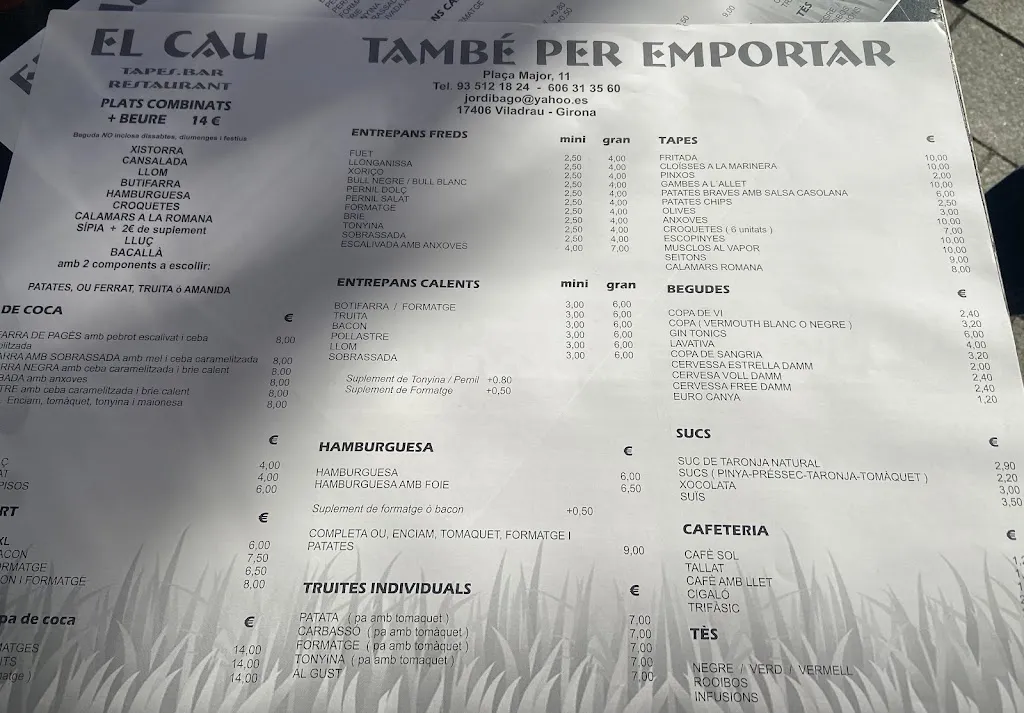 EL CAU
TAPES.BAR
RESTAURANT
PLATS COMBINATS
+ BEURE 14 €
Beguda NO inclosa dissabtes, diumenges i festius
XISTORRA
CANSALADA
LLOM
BUTIFARRA
HAMBURGUESA
CROQUETES
CALAMARS A LA ROMANA
SÍPIA + 2€ de suplement
LLUÇ
BACALLÀ
amb 2 components a escollir:
PATATES, OU FERRAT, TRUITA ó AMANIDA
DE COCA €
FARRA DE PAGÈS amb pebrot escalivat i ceba 8,00
ARRA AMB SOBRASSADA amb mel i ceba caramelitzada 8,00
RRA NEGRA amb ceba caramelitzada i brie calent 8,00
BADA amb anxoves 8,00
TRE amb ceba caramelitzada i brie calent 8,00
Enciam, tomàquet, tonyina i maionesa 8,00
€
Ç 4,00
AT 4,00
PISOS 6,00
RT €
XL 6,00
ACON 7,50
RMATGE 6,50
ON I FORMATGE 8,00
pa de coca €
MATGES 14,00
ITS 14,00
matge ) 14,00
TAMBÉ PER EMPORTAR
Plaça Major, 11
Tel. 93 512 18 24 - 606 31 35 60
jordibago@yahoo.es
17406 Viladrau - Girona
ENTREPANS FREDS mini gran
FUET 2,50 4,00
LLONGANISSA 2,50 4,00
XORIÇO 2,50 4,00
BULL NEGRE / BULL BLANC 2,50 4,00
PERNIL DOLÇ 2,50 4,00
PERNIL SALAT 2,50 4,00
FORMATGE 2,50 4,00
BRIE 2,50 4,00
TONYINA 2,50 4,00
SOBRASSADA 2,50 4,00
ESCALIVADA AMB ANXOVES 4,00 7,00
ENTREPANS CALENTS mini gran
BOTIFARRA / FORMATGE 3,00 6,00
TRUITA 3,00 6,00
BACON 3,00 6,00
POLLASTRE 3,00 6,00
LLOM 3,00 6,00
SOBRASSADA 3,00 6,00
Suplement de Tonyina / Pernil +0.80
Suplement de Formatge +0,50
HAMBURGUESA €
HAMBURGUESA 6,00
HAMBURGUESA AMB FOIE 6,50
Suplement de formatge ó bacon +0,50
COMPLETA OU, ENCIAM, TOMAQUET, FORMATGE I
PATATES 9,00
TRUITES INDIVIDUALS €
PATATA ( pa amb tomaquet ) 7,00
CARBASSÓ ( pa amb tomàquet ) 7,00
FORMATGE ( pa amb tomàquet ) 7,00
TONYINA ( pa amb tomàquet ) 7,00
AL GUST 7,00
TAPES €
FRITADA 10,00
CLOÏSSES A LA MARINERA 10,00
PINXOS 2,00
GAMBES A L'ALLET 10,00
PATATES BRAVES AMB SALSA CASOLANA 6,00
PATATES CHIPS 2,50
OLIVES 3,00
ANXOVES 10,00
CROQUETES ( 6 unitats ) 7,00
ESCOPINYES 10,00
MUSCLOS AL VAPOR 10,00
SEITONS 9,00
CALAMARS ROMANA 8,00
BEGUDES €
COPA DE VI 2,40
COPA ( VERMOUTH BLANC O NEGRE ) 3,20
GIN TONICS 6,00
LAVATIVA 4,00
COPA DE SANGRIA 3,20
CERVESSA ESTRELLA DAMM 2,00
CERVESA VOLL DAMM 2,40
CERVESSA FREE DAMM 2,40
EURO CANYA 1,20
SUCS €
SUC DE TARONJA NATURAL 2,90
SUCS ( PINYA-PRÉSSEC-TARONJA-TOMÀQUET ) 2,20
XOCOLATA 3,00
SUÏS 3,50
CAFETERIA €
CAFÈ SOL
TALLAT
CAFÈ AMB LLET
CIGALÓ
TRIFÀSIC
TÈS
NEGRE / VERD / VERMELL
ROOIBOS
INFUSIONS